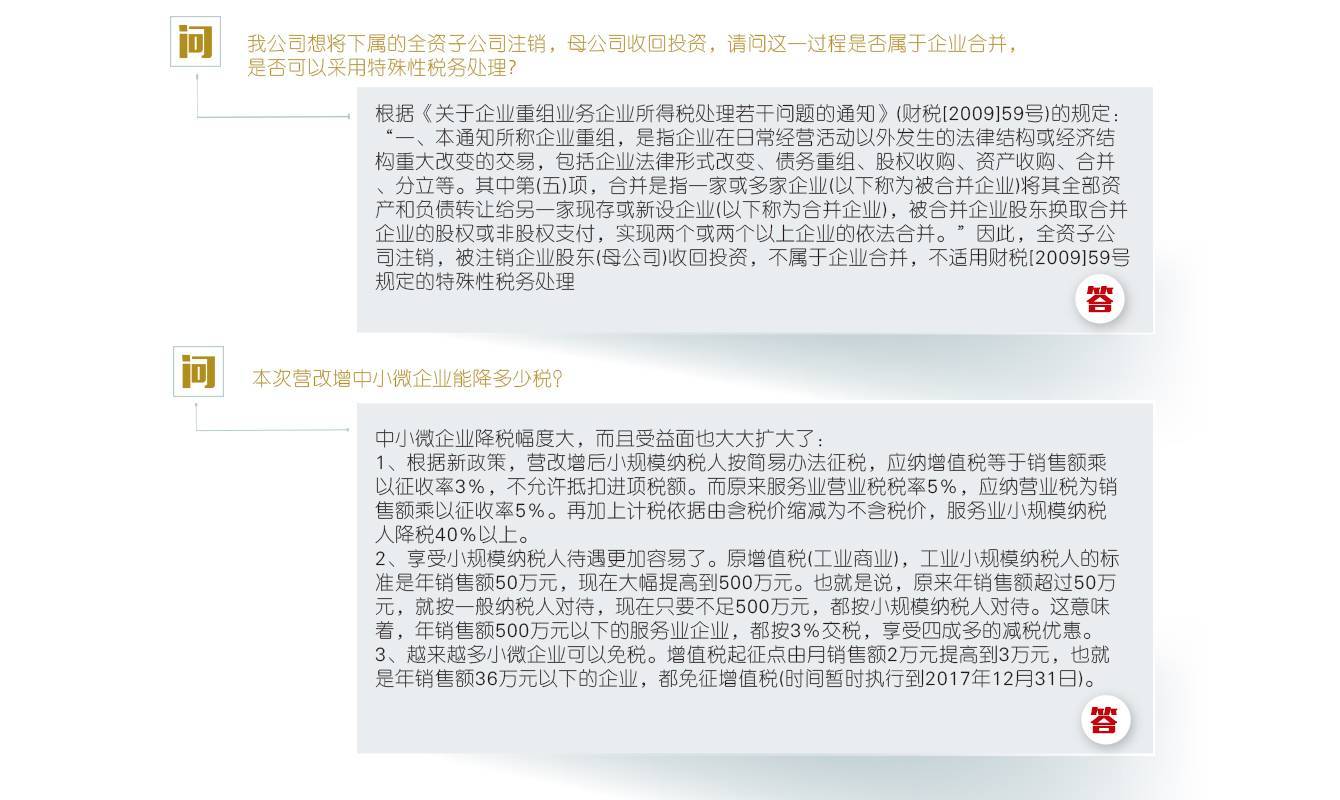 问
我公司想将下属的全资子公司注销，母公司收回投资，请问这一过程是否属于企业合并，
是否可以采用特殊性税务处理？
根据《关于企业重组业务企业所得税处理若干问题的通知》(财税[2009]59号)的规定：
“一、本通知所称企业重组，是指企业在日常经营活动以外发生的法律结构或经济结
构重大改变的交易，包括企业法律形式改变、债务重组、股权收购、资产收购、合并
、分立等。其中第(五)项，合并是指一家或多家企业(以下称为被合并企业)将其全部资
产和负债转让给另一家现存或新设企业(以下称为合并企业)，被合并企业股东换取合并
企业的股权或非股权支付，实现两个或两个以上企业的依法合并。”因此，全资子公
司注销，被注销企业股东(母公司)收回投资，不属于企业合并，不适用财税[2009]59号
规定的特殊性税务处理
答
问
本次营改增中小微企业能降多少税？
中小微企业降税幅度大，而且受益面也大大扩大了：
1、根据新政策，营改增后小规模纳税人按简易办法征税，应纳增值税等于销售额乘
以征收率3%，不允许抵扣进项税额。而原来服务业营业税税率5%，应纳营业税为销
售额乘以征收率5%。再加上计税依据由含税价缩减为不含税价，服务业小规模纳税
人降税40%以上。
2、享受小规模纳税人待遇更加容易了。原增值税(工业商业)，工业小规模纳税人的标
准是年销售额50万元，现在大幅提高到500万元。也就是说，原来年销售额超过50万
元，就按一般纳税人对待，现在只要不足500万元，都按小规模纳税人对待。这意味
着，年销售额500万元以下的服务业企业，都按3%交税，享受四成多的减税优惠。
3、越来越多小微企业可以免税。增值税起征点由月销售额2万元提高到3万元，也就
是年销售额36万元以下的企业，都免征增值税(时间暂时执行到2017年12月31日)。
答